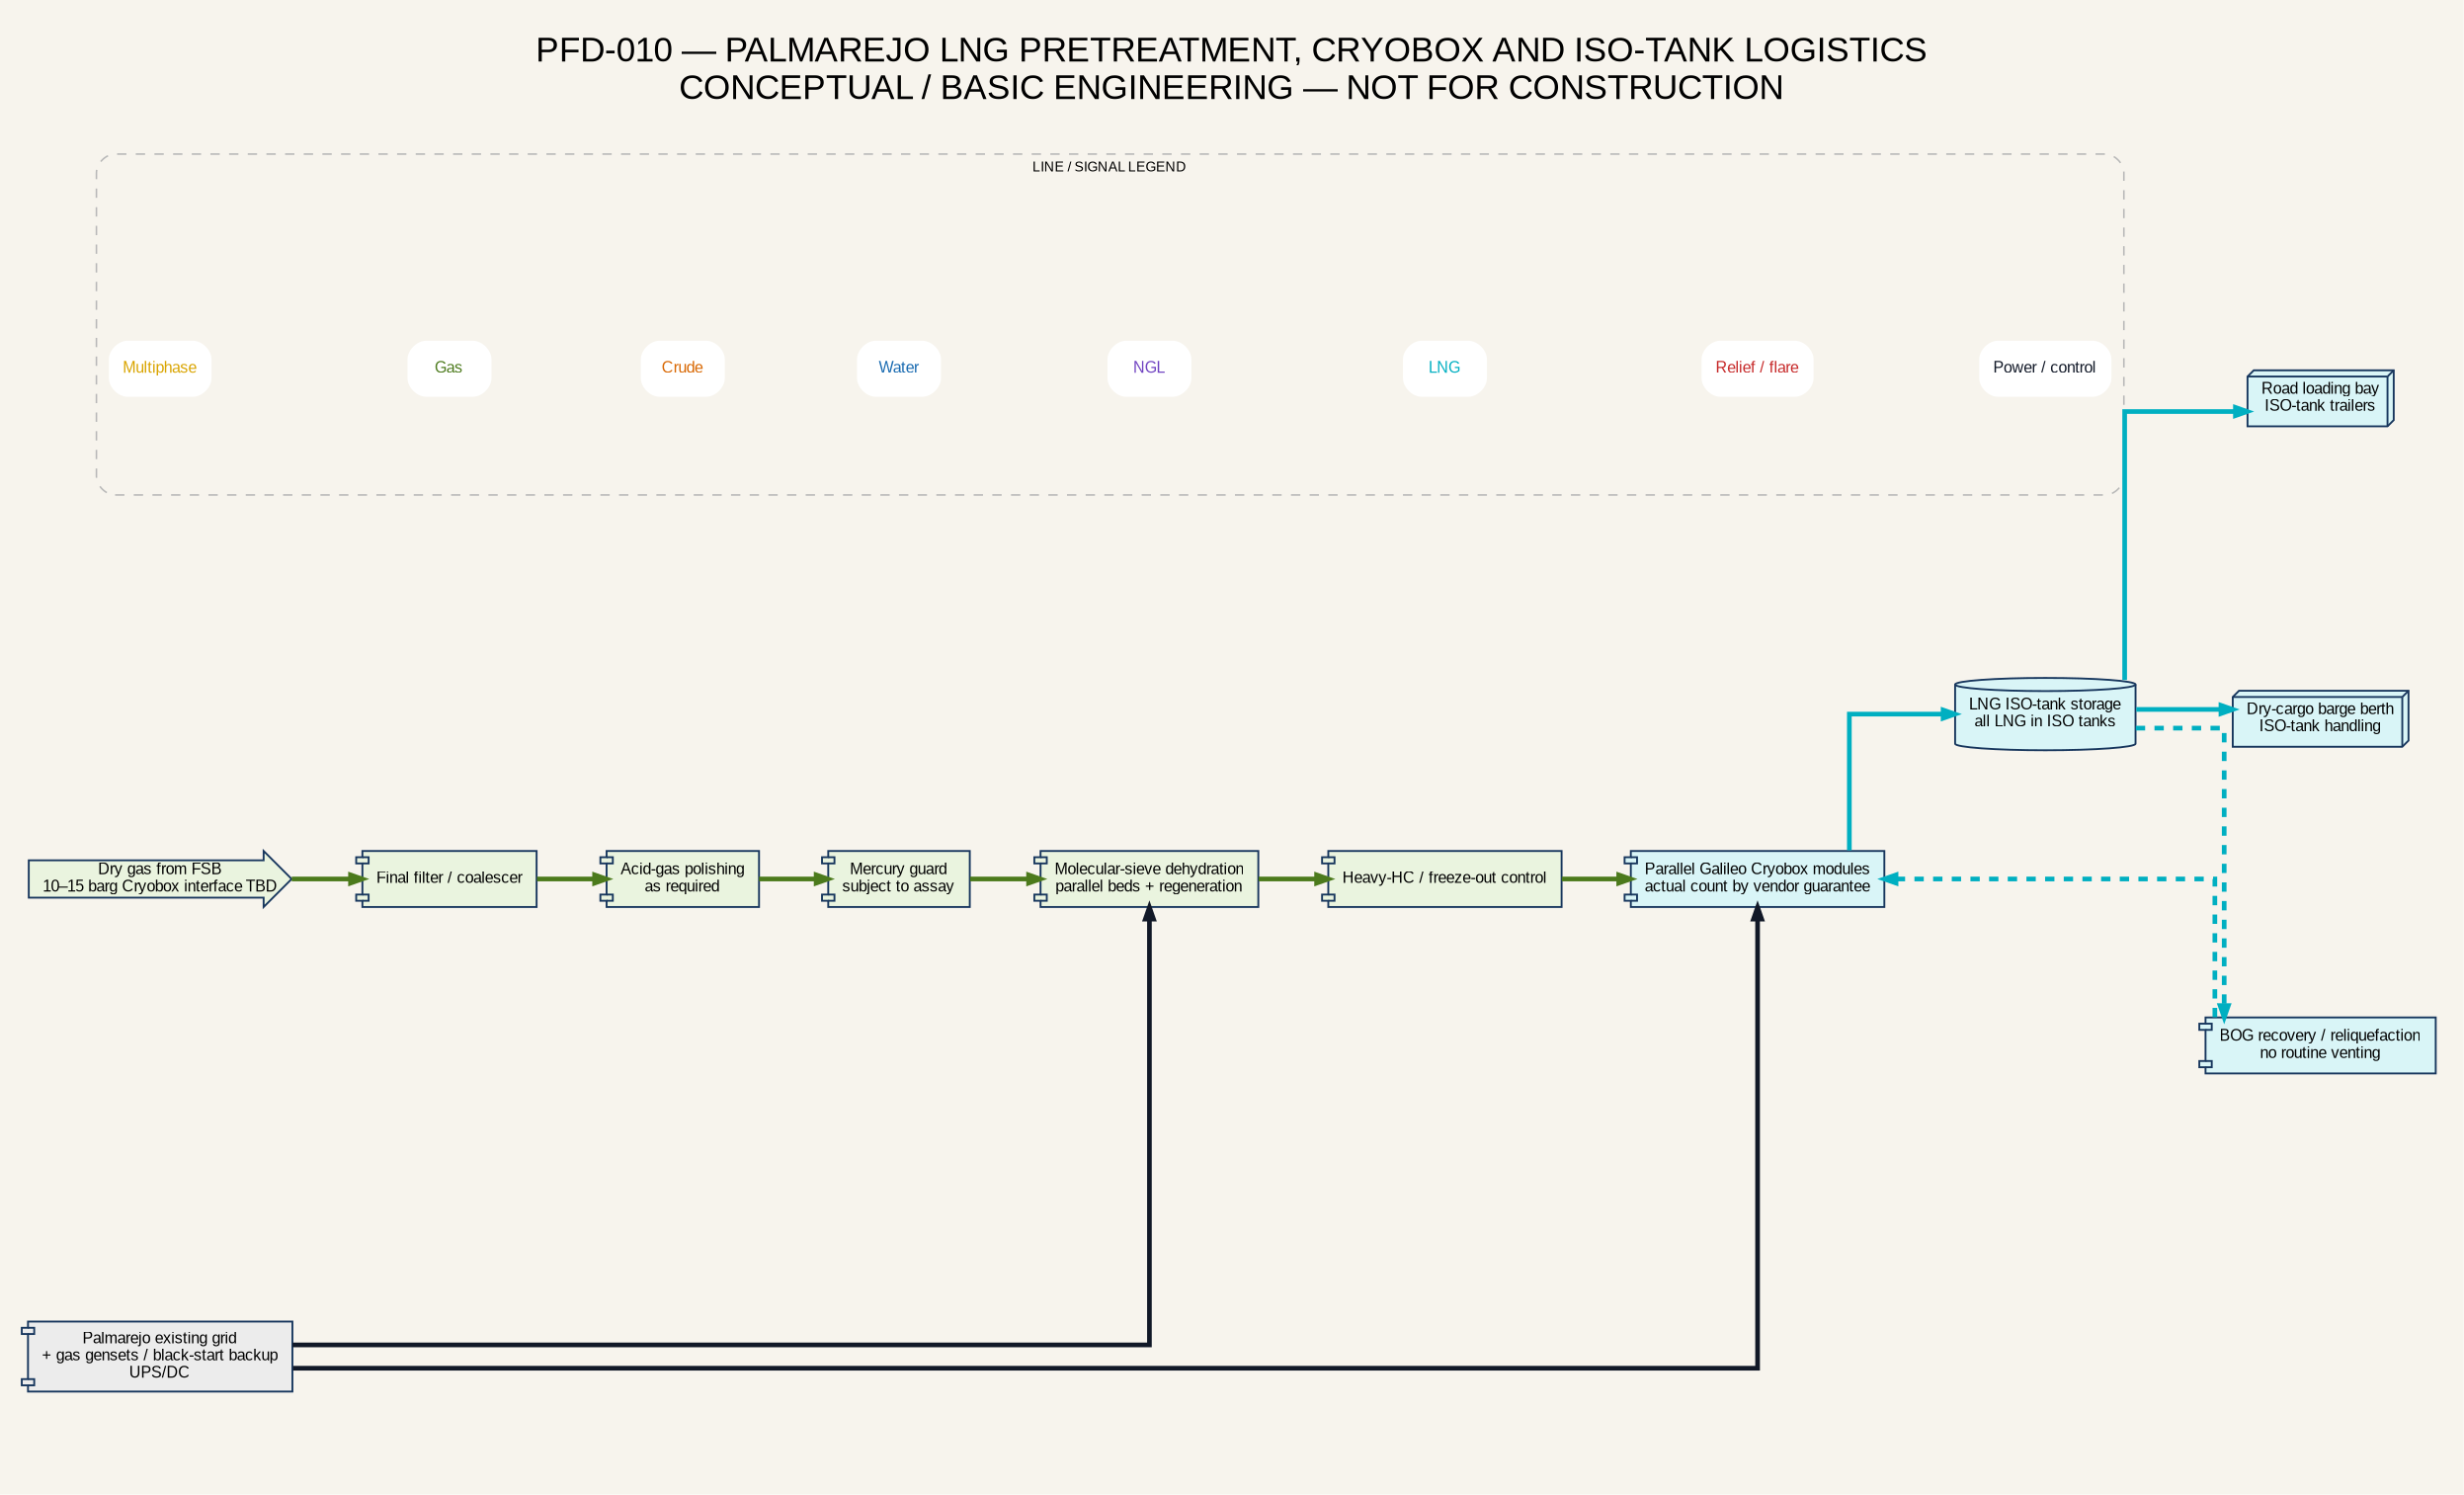 PFD-010 — PALMAREJO LNG PRETREATMENT, CRYOBOX AND ISO-TANK LOGISTICS
CONCEPTUAL / BASIC ENGINEERING — NOT FOR CONSTRUCTION
LINE / SIGNAL LEGEND
Multiphase
Gas
Crude
Water
NGL
LNG
Relief / flare
Power / control
Road loading bay
ISO-tank trailers
LNG ISO-tank storage
all LNG in ISO tanks
Dry-cargo barge berth
ISO-tank handling
Dry gas from FSB
10–15 barg Cryobox interface TBD
Final filter / coalescer
Acid-gas polishing
as required
Mercury guard
subject to assay
Molecular-sieve dehydration
parallel beds + regeneration
Heavy-HC / freeze-out control
Parallel Galileo Cryobox modules
actual count by vendor guarantee
BOG recovery / reliquefaction
no routine venting
Palmarejo existing grid
+ gas gensets / black-start backup
UPS/DC